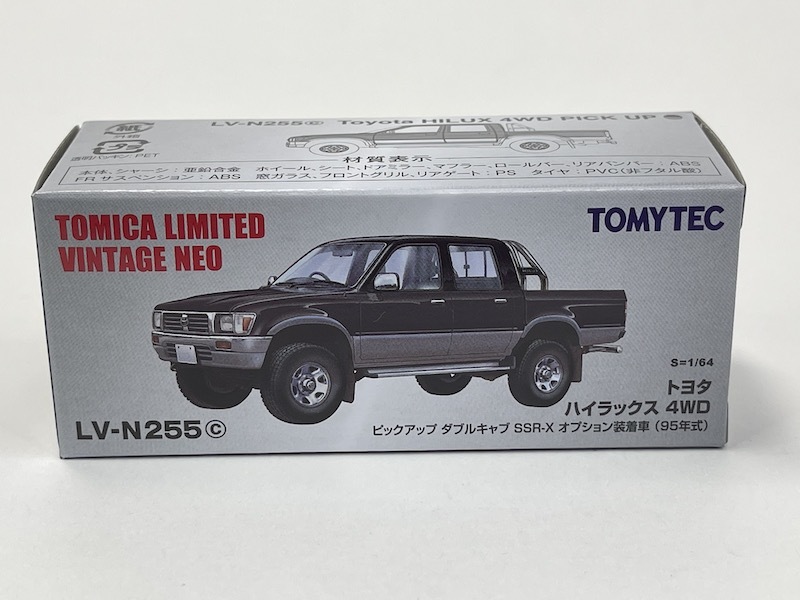 LV-N255ⓒ Toyota HILUX 4WD PICK UP
外箱
透明パッキン:PET
材質表示
本体、シャーシ:亜鉛合金 ホイール、シート、ドアミラー、マフラー、ロールバー、リアバンパー:ABS
FRサスペンション:ABS 窓ガラス、フロントグリル、リアゲート:PS タイヤ:PVC(非フタル酸)
TOMICA LIMITED
VINTAGE NEO
TOMYTEC
S=1/64
トヨタ
ハイラックス 4WD
LV-N255ⓒ
ピックアップ ダブルキャブ SSR-X オプション装着車 (95年式)